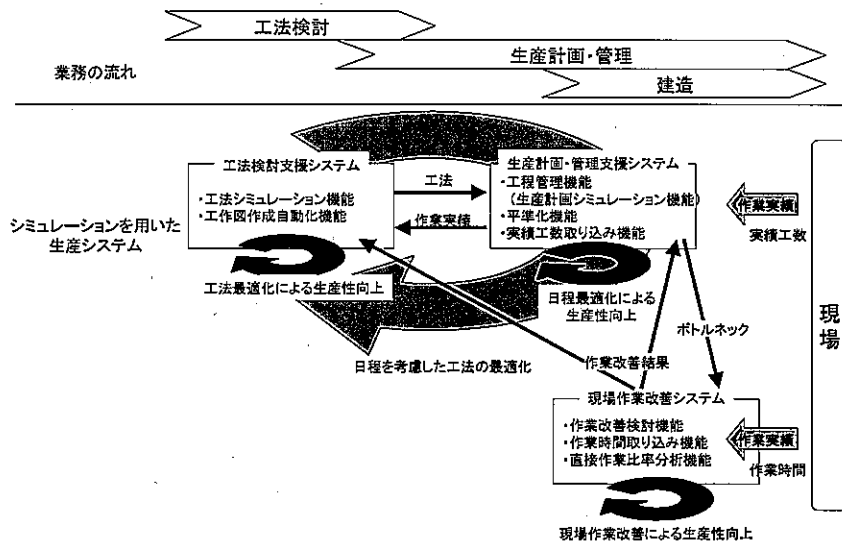 工法検討
生産計画・管理
業務の流れ
建造
工法検討支援システム
・工法シミュレーション機能
・工作図作成自動化機能
工法
作業実績
生産計画・管理支援システム
・工程管理機能
(生産計画シミュレーション機能)
・平準化機能
・実績工数取り込み機能
作業実績
実績工数
シミュレーションを用いた
生産システム
工法最適化による生産性向上
日程最適化による
生産性向上
ボトルネック
現場
日程を考慮した工法の最適化
作業改善結果
現場作業改善システム
・作業改善検討機能
・作業時間取り込み機能
・直接作業比率分析機能
作業実績
作業時間
現場作業改善による生産性向上